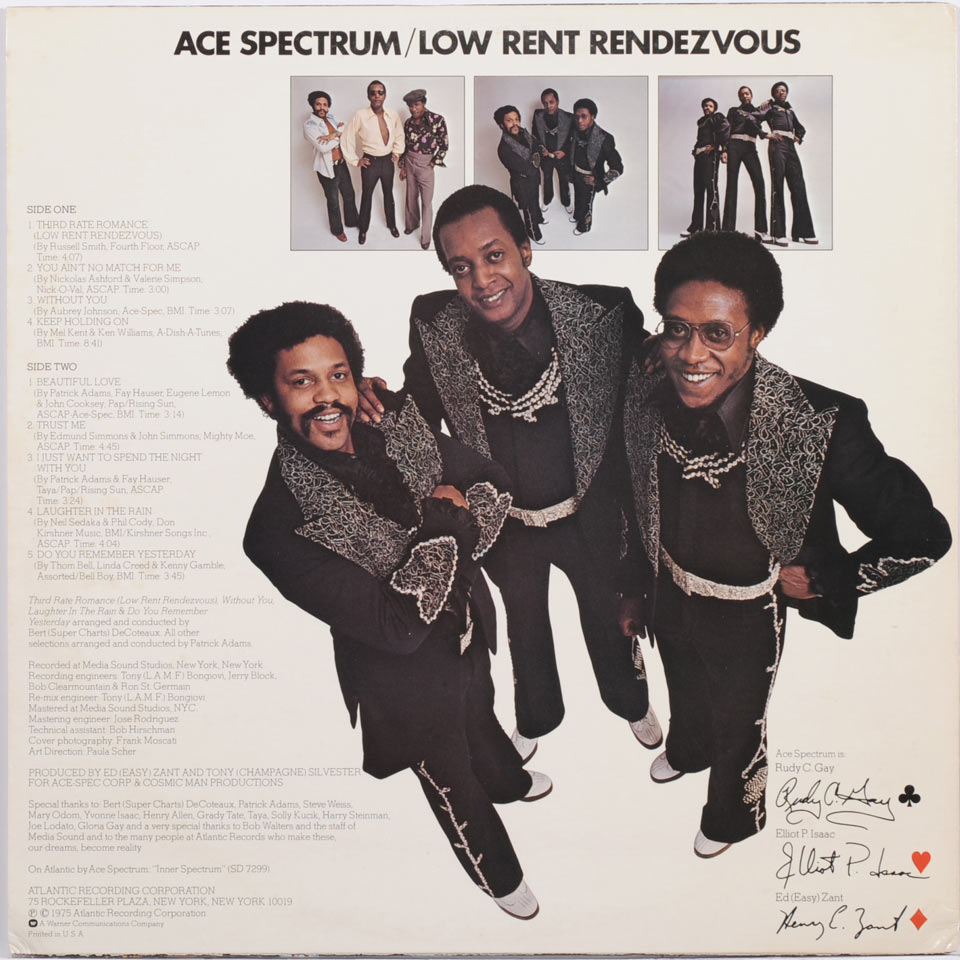 ACE SPECTRUM/LOW RENT RENDEZVOUS
SIDE ONE
1. THIRD RATE ROMANCE
(LOW RENT RENDEZVOUS)
(By Russell Smith, Fourth Floor, ASCAP.
Time: 4:07)
2. YOU AIN'T NO MATCH FOR ME
(By Nickolas Ashford & Valerie Simpson,
Nick-O-Val, ASCAP. Time: 3:00)
3. WITHOUT YOU
(By Aubrey Johnson, Ace-Spec, BMI. Time: 3:07)
4. KEEP HOLDING ON
(By Mel Kent & Ken Williams, A-Dish-A-Tunes,
BMI. Time: 8:41)
SIDE TWO
1. BEAUTIFUL LOVE
(By Patrick Adams, Fay Hauser, Eugene Lemon
& John Cooksey, Pap/Rising Sun,
ASCAP-Ace-Spec, BMI. Time: 3:14)
2. TRUST ME
(By Edmund Simmons & John Simmons, Mighty Moe,
ASCAP. Time: 4:45)
3. I JUST WANT TO SPEND THE NIGHT
WITH YOU
(By Patrick Adams & Fay Hauser,
Taya/Pap/Rising Sun, ASCAP.
Time: 3:24)
4. LAUGHTER IN THE RAIN
(By Neil Sedaka & Phil Cody, Don
Kirshner Music, BMI/Kirshner Songs Inc.,
ASCAP. Time: 4:04)
5. DO YOU REMEMBER YESTERDAY
(By Thom Bell, Linda Creed & Kenny Gamble,
Assorted/Bell Boy, BMI. Time: 3:45)
Third Rate Romance (Low Rent Rendezvous), Without You,
Laughter In The Rain & Do You Remember
Yesterday arranged and conducted by
Bert (Super Charts) DeCoteaux. All other
selections arranged and conducted by Patrick Adams.
Recorded at Media Sound Studios, New York, New York
Recording engineers: Tony (L.A.M.F.) Bongiovi, Jerry Block,
Bob Clearmountain & Ron St. Germain
Re-mix engineer: Tony (L.A.M.F.) Bongiovi
Mastered at Media Sound Studios, N.Y.C.
Mastering engineer: Jose Rodriguez
Technical assistant: Bob Hirschman
Cover photography: Frank Moscati
Art Direction: Paula Scher
PRODUCED BY ED (EASY) ZANT AND TONY (CHAMPAGNE) SILVESTER
FOR ACE-SPEC CORP & COSMIC MAN PRODUCTIONS
Special thanks to: Bert (Super Charts) DeCoteaux, Patrick Adams, Steve Weiss,
Mary Odom, Yvonne Isaac, Henry Allen, Grady Tate, Taya, Solly Kucik, Harry Steinman,
Joe Lodato, Gloria Gay and a very special thanks to Bob Walters and the staff of
Media Sound and to the many people at Atlantic Records who make these,
our dreams, become reality.
On Atlantic by Ace Spectrum: "Inner Spectrum" (SD 7299)
ATLANTIC RECORDING CORPORATION
75 ROCKEFELLER PLAZA, NEW YORK, NEW YORK 10019
℗ © 1975 Atlantic Recording Corporation
A Warner Communications Company
Printed in U.S.A.
Ace Spectrum is:
Rudy C. Gay
Rudy C. Gay
Elliot P. Isaac
Elliot P. Isaac
Ed (Easy) Zant
Henry C. Zant